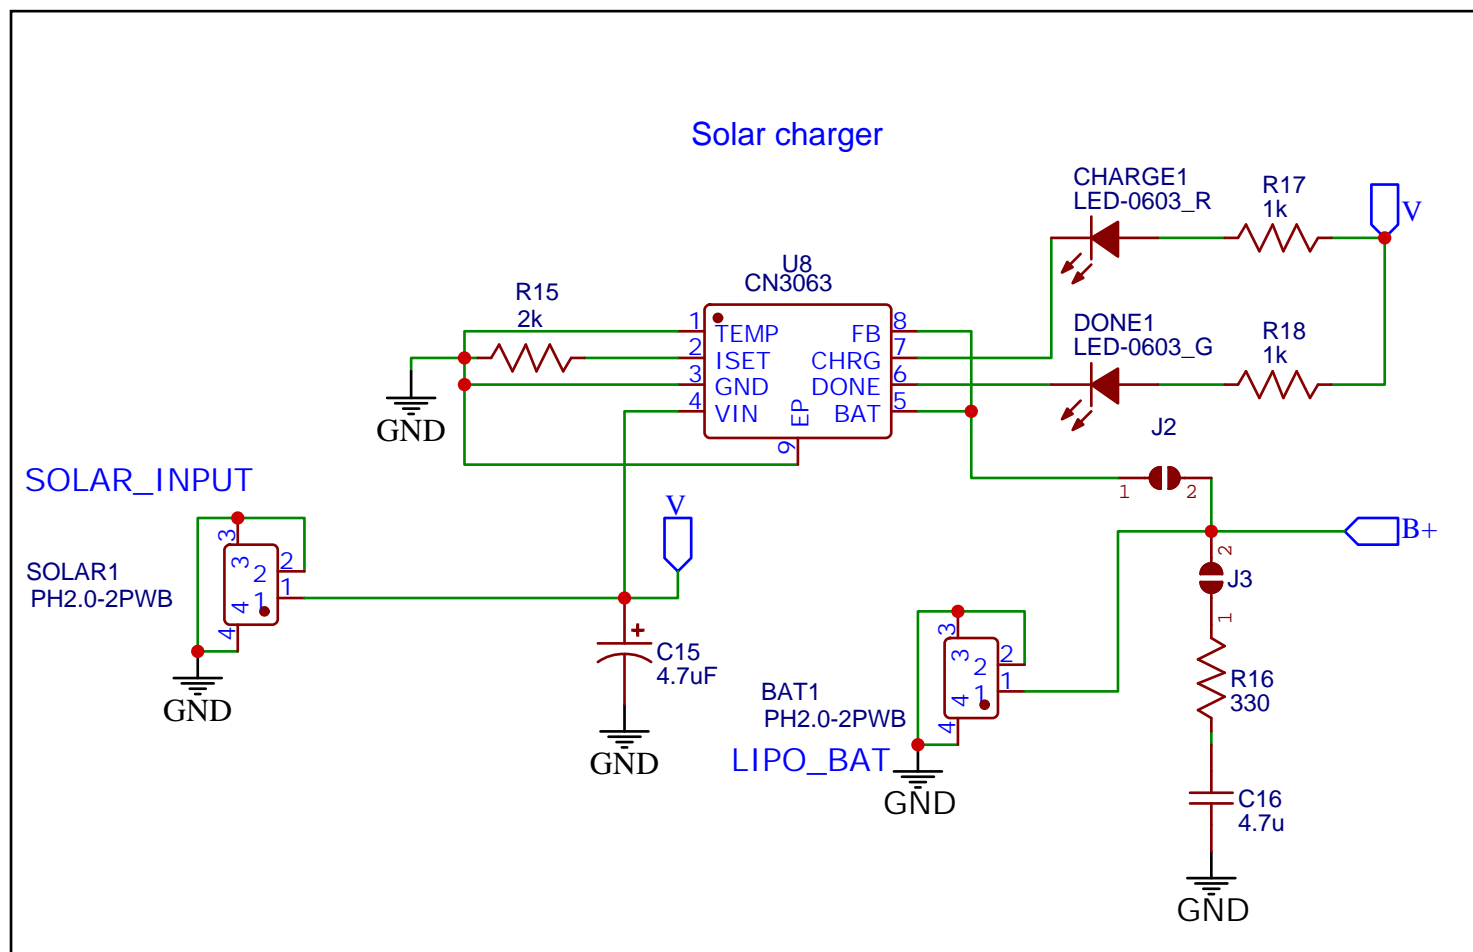 Solar charger
CHARGE1
LED-0603_R
R17
1k
V
U8
CN3063
R15
2k
1
TEMP
FB
8
2
ISET
CHRG
7
3
GND
DONE
6
4
VIN
BAT
5
EP
9
GND
DONE1
LED-0603_G
R18
1k
J2
1
2
SOLAR_INPUT
SOLAR1
PH2.0-2PWB
3
3
2
2
1
1
4
4
GND
V
C15
4.7uF
GND
B+
2
J3
1
R16
330
C16
4.7u
GND
BAT1
PH2.0-2PWB
LIPO_BAT
3
3
2
2
1
1
4
4
GND